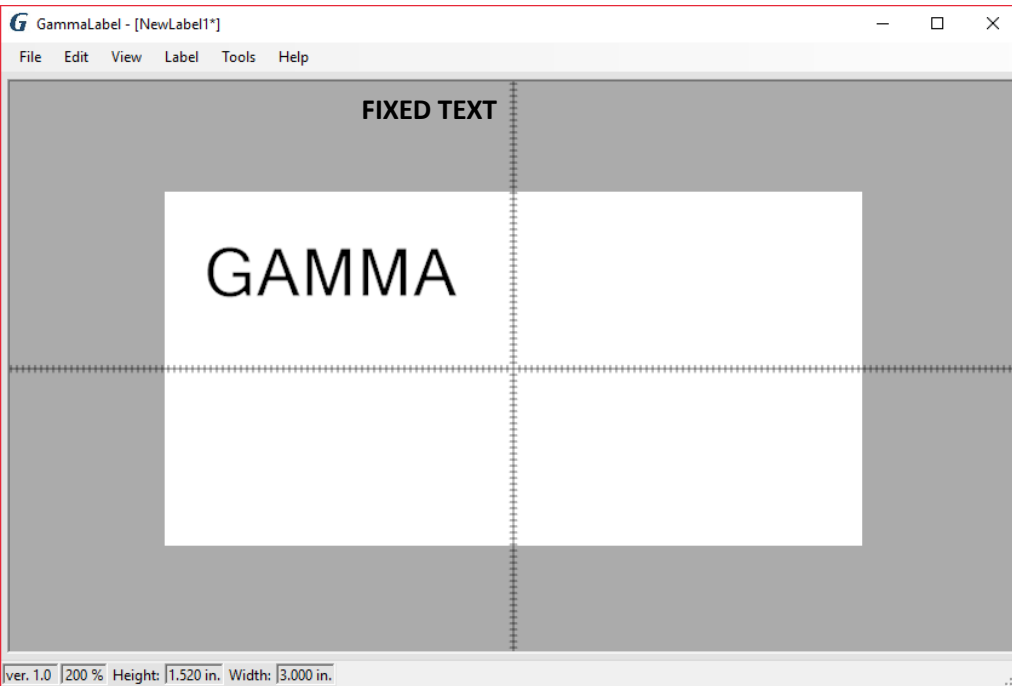 G GammaLabel - [NewLabel1*]
File Edit View Label Tools Help
FIXED TEXT
GAMMA
ver. 1.0 200 % Height: 1.520 in. Width: 3.000 in.